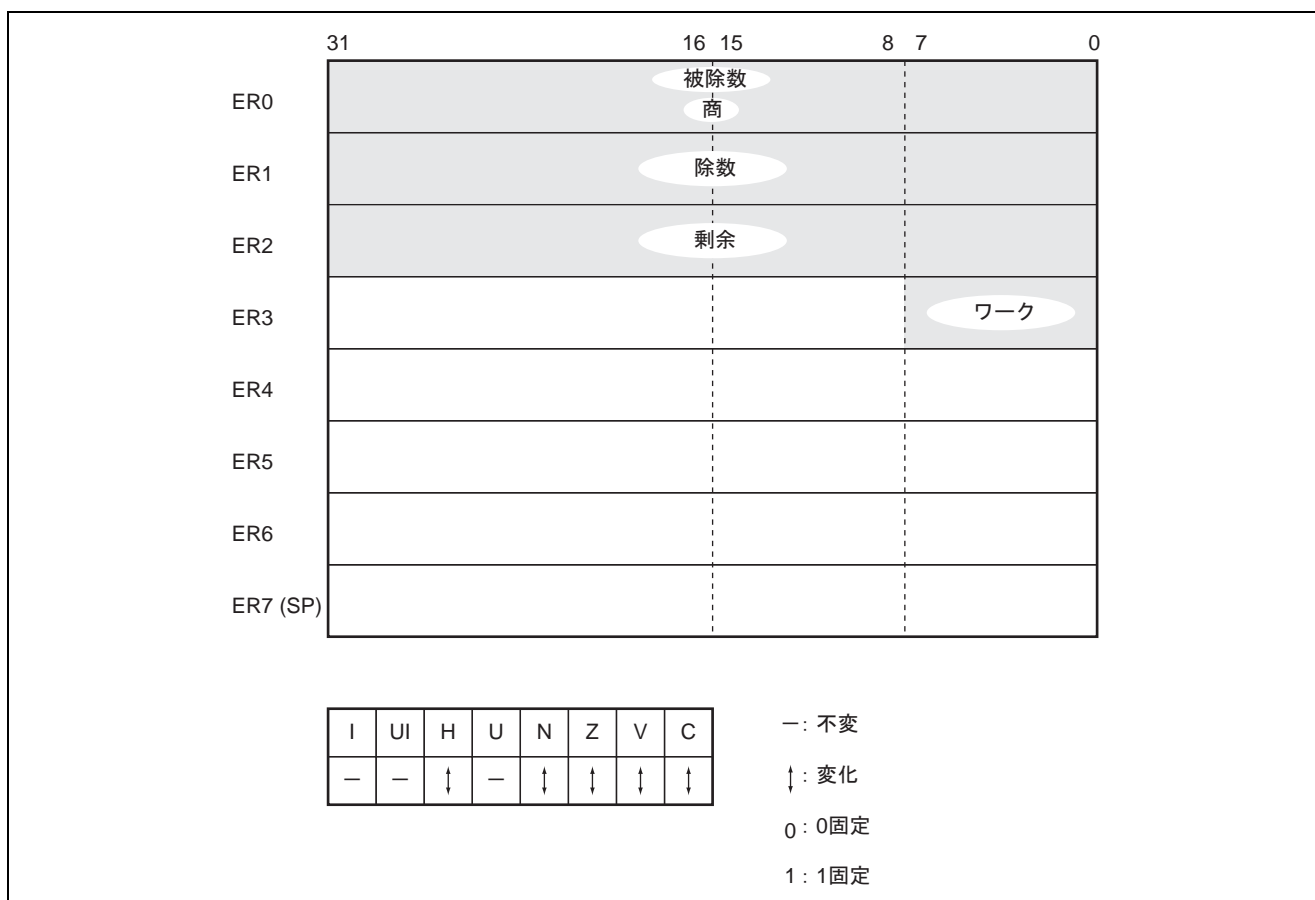 31 16 15 8 7 0
ER0 被除数
商
ER1 除数
ER2 剰余
ER3 ワーク
ER4
ER5
ER6
ER7 (SP)
I UI H U N Z V C
— — ↕ — ↕ ↕ ↕ ↕
—: 不変
↕: 変化
0: 0固定
1: 1固定